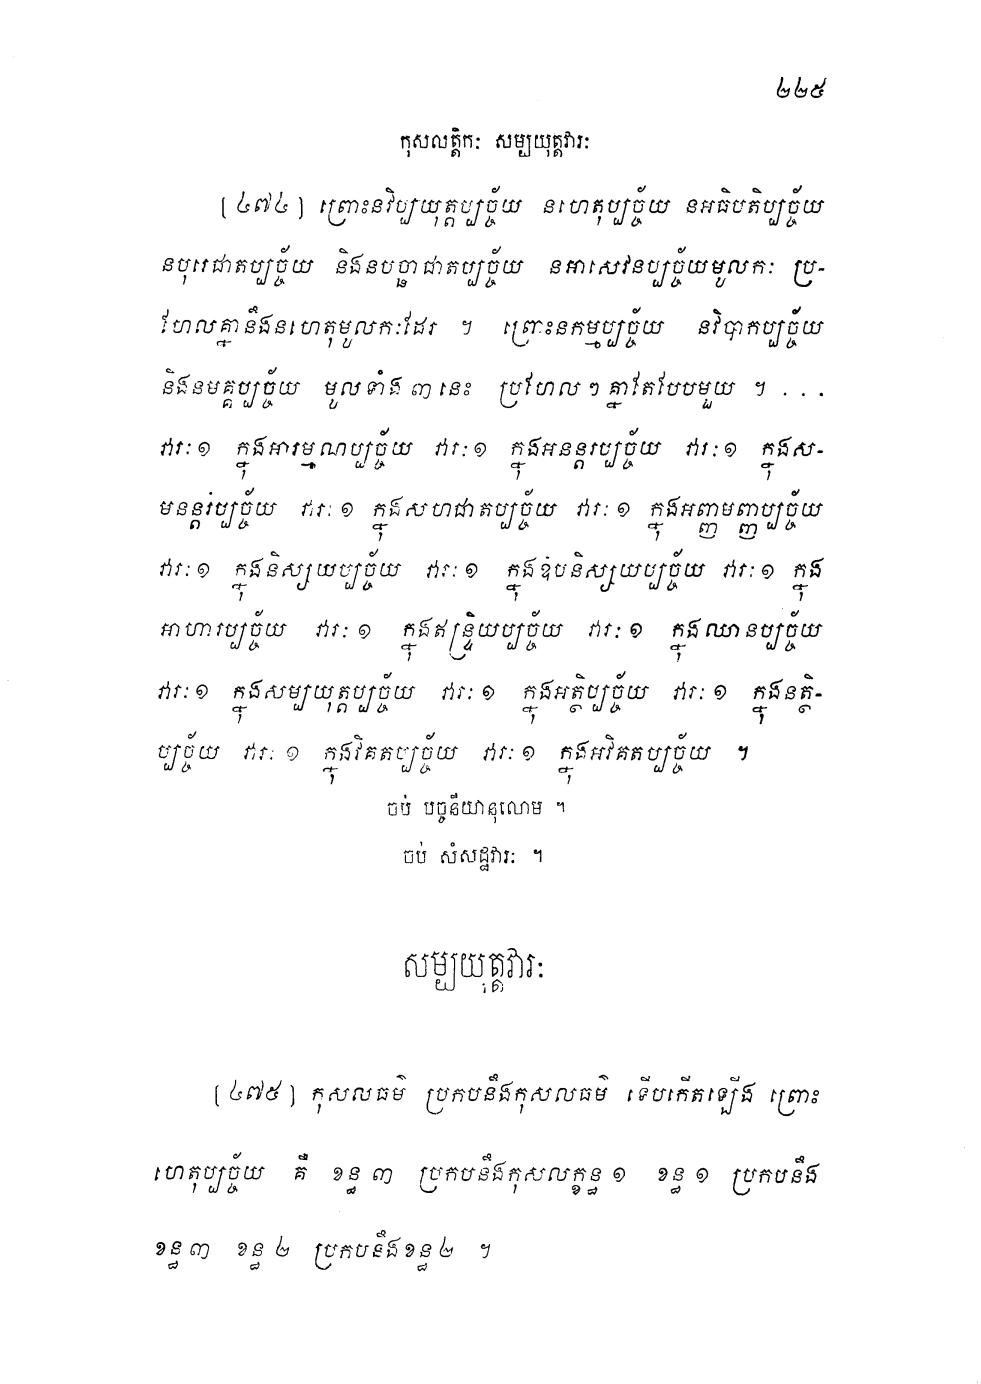 ២២៥
កុសលត្តិកៈ សម្បយុត្តវារៈ
[៤៧៤] ព្រោះនវិប្បយុត្តប្បច្ច័យ នហេតុប្បច្ច័យ នអធិបតិប្បច្ច័យ
នបុរេជាតប្បច្ច័យ និងនបច្ឆាជាតប្បច្ច័យ នអាសេវនប្បច្ច័យមូលកៈ ប្រ-
ហែលគ្នានឹងនហេតុមូលកៈដែរ ។ ព្រោះនកម្មប្បច្ច័យ នវិបាកប្បច្ច័យ
និងនមគ្គប្បច្ច័យ មូលទាំង ៣ នេះ ប្រហែល ៗ គ្នាតែបែបមួយ ។ . . .
វារៈ ១ ក្នុងអារម្មណប្បច្ច័យ វារៈ ១ ក្នុងអនន្តរប្បច្ច័យ វារៈ ១ ក្នុងស-
មនន្តរប្បច្ច័យ វារៈ ១ ក្នុងសហជាតប្បច្ច័យ វារៈ ១ ក្នុងអញ្ញមញ្ញប្បច្ច័យ
វារៈ ១ ក្នុងនិស្សយប្បច្ច័យ វារៈ ១ ក្នុងឧបនិស្សយប្បច្ច័យ វារៈ ១ ក្នុង
អាហារប្បច្ច័យ វារៈ ១ ក្នុងឥន្ទ្រិយប្បច្ច័យ វារៈ ១ ក្នុងឈានប្បច្ច័យ
វារៈ ១ ក្នុងសម្បយុត្តប្បច្ច័យ វារៈ ១ ក្នុងអត្ថិប្បច្ច័យ វារៈ ១ ក្នុងនត្ថិ-
ប្បច្ច័យ វារៈ ១ ក្នុងវិគតប្បច្ច័យ វារៈ ១ ក្នុងអវិគតប្បច្ច័យ ។
ចប់ បច្ចនីយានុលោម ។
ចប់ សំសដ្ឋវារៈ ។
សម្បយុត្តវារៈ
[៤៧៥] កុសលធម៌ ប្រកបនឹងកុសលធម៌ ទើបកើតឡើង ព្រោះ
ហេតុប្បច្ច័យ គឺ ខន្ធ ៣ ប្រកបនឹងកុសលក្ខន្ធ ១ ខន្ធ ១ ប្រកបនឹង
ខន្ធ ៣ ខន្ធ ២ ប្រកបនឹងខន្ធ ២ ។